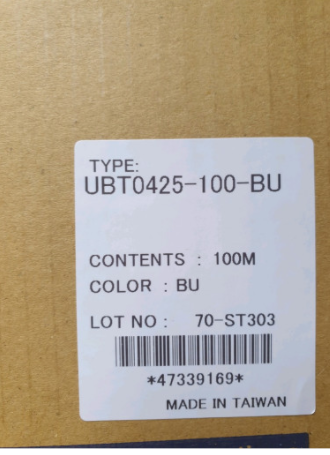 TYPE:
UBT0425-100-BU
CONTENTS : 100M
COLOR : BU
LOT NO : 70-ST303
*47339169*
MADE IN TAIWAN